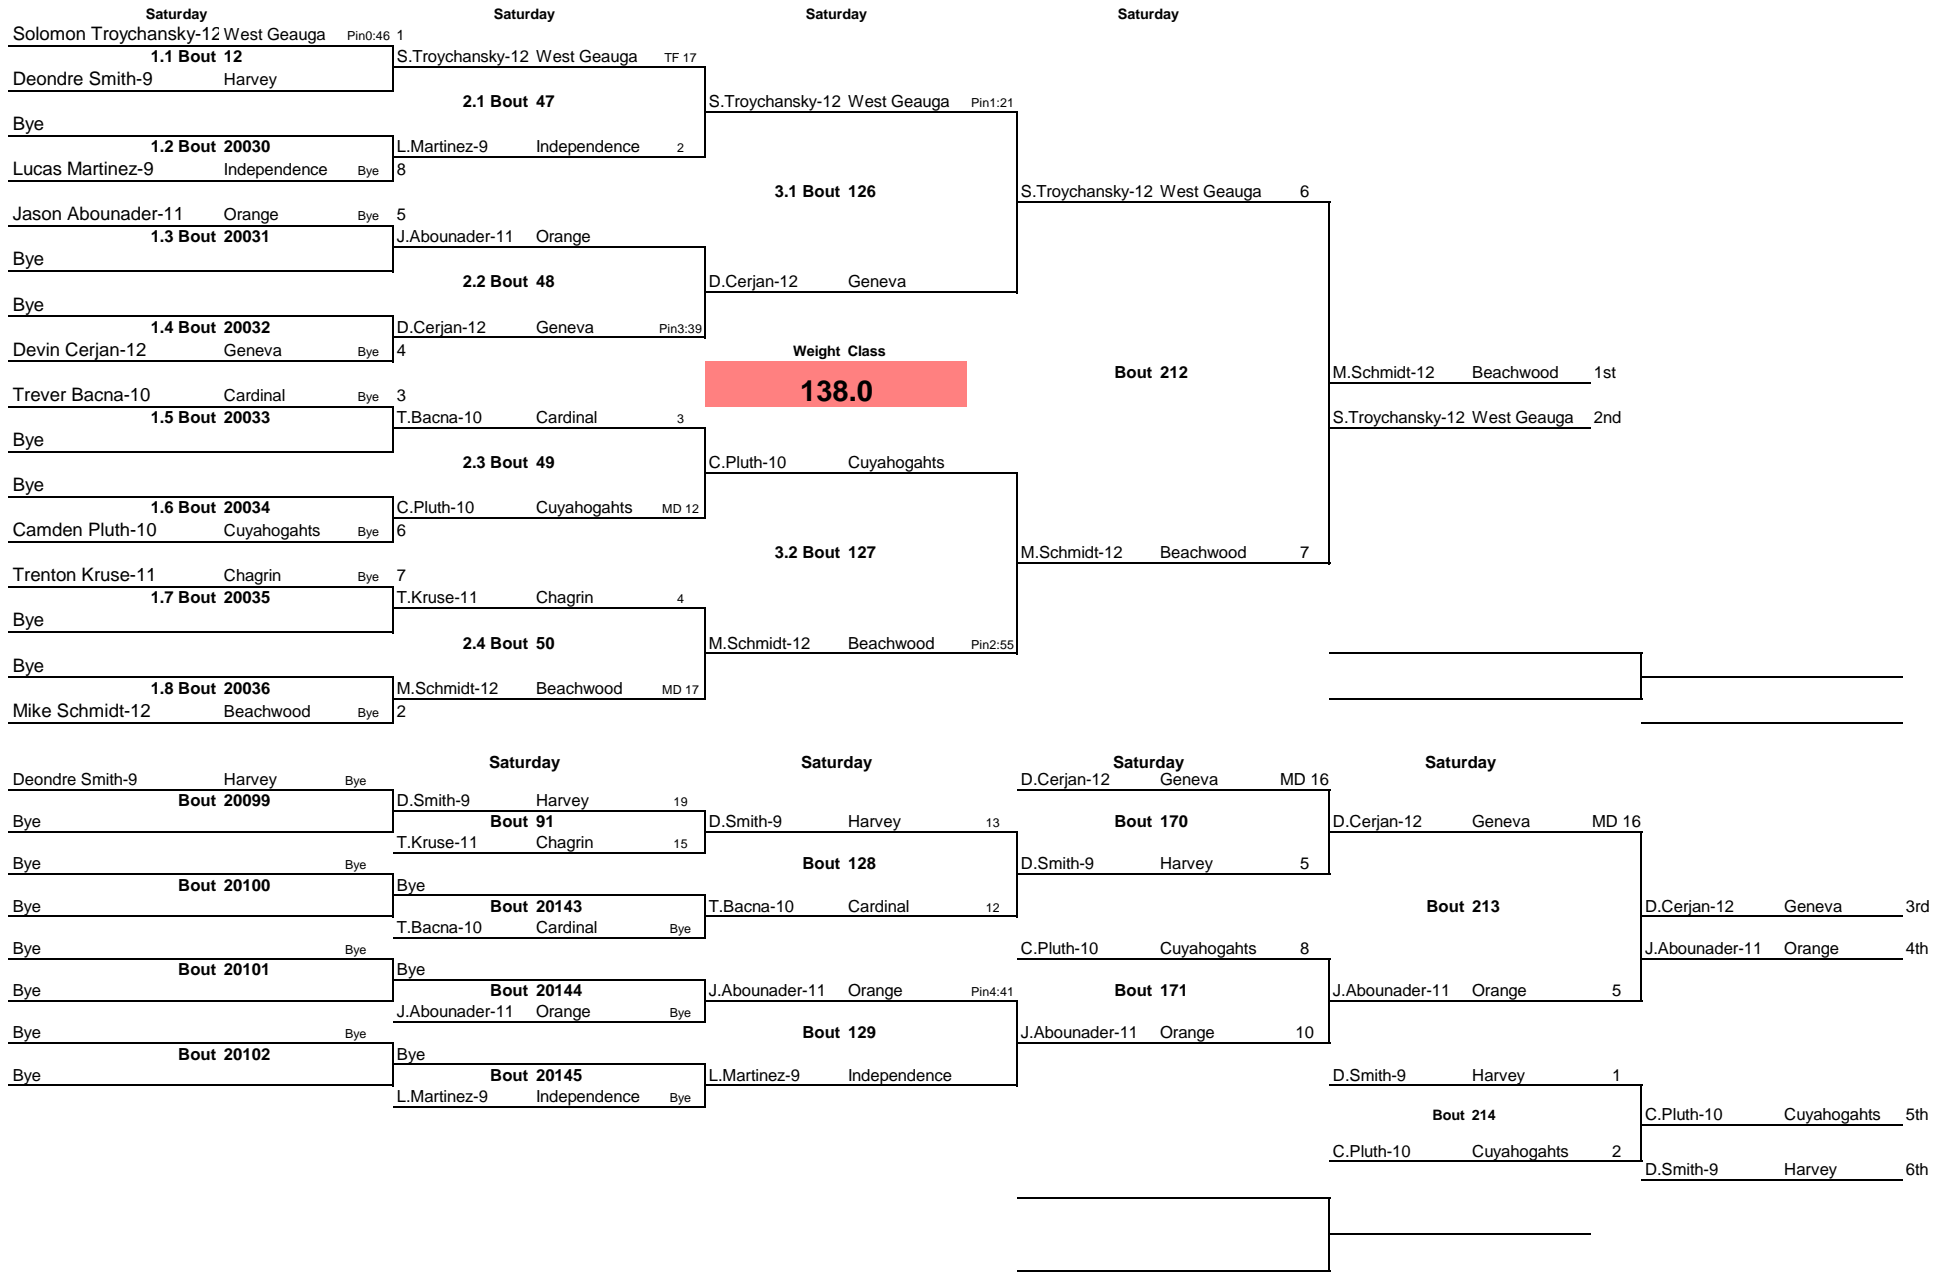 Saturday Saturday Saturday Saturday
Solomon Troychansky-12 West Geauga Pin0:46 1
1.1 Bout 12 S.Troychansky-12 West Geauga TF 17
Deondre Smith-9 Harvey
2.1 Bout 47 S.Troychansky-12 West Geauga Pin1:21
Bye
1.2 Bout 20030 L.Martinez-9 Independence 2
Lucas Martinez-9 Independence Bye 8
3.1 Bout 126 S.Troychansky-12 West Geauga 6
Jason Abounader-11 Orange Bye 5
1.3 Bout 20031 J.Abounader-11 Orange
Bye
2.2 Bout 48 D.Cerjan-12 Geneva
Bye
1.4 Bout 20032 D.Cerjan-12 Geneva Pin3:39
Devin Cerjan-12 Geneva Bye 4 Weight Class
Bout 212 M.Schmidt-12 Beachwood 1st
Trever Bacna-10 Cardinal Bye 3 138.0
1.5 Bout 20033 T.Bacna-10 Cardinal 3 S.Troychansky-12 West Geauga 2nd
Bye
2.3 Bout 49 C.Pluth-10 Cuyahogahts
Bye
1.6 Bout 20034 C.Pluth-10 Cuyahogahts MD 12
Camden Pluth-10 Cuyahogahts Bye 6
3.2 Bout 127 M.Schmidt-12 Beachwood 7
Trenton Kruse-11 Chagrin Bye 7
1.7 Bout 20035 T.Kruse-11 Chagrin 4
Bye
2.4 Bout 50 M.Schmidt-12 Beachwood Pin2:55
Bye
1.8 Bout 20036 M.Schmidt-12 Beachwood MD 17
Mike Schmidt-12 Beachwood Bye 2
Saturday Saturday Saturday Saturday
Deondre Smith-9 Harvey Bye D.Cerjan-12 Geneva MD 16
Bout 20099 D.Smith-9 Harvey 19
Bye Bout 91 D.Smith-9 Harvey 13 Bout 170 D.Cerjan-12 Geneva MD 16
T.Kruse-11 Chagrin 15
Bye Bye Bout 128 D.Smith-9 Harvey 5
Bout 20100 Bye
Bye Bout 20143 T.Bacna-10 Cardinal 12 Bout 213 D.Cerjan-12 Geneva 3rd
T.Bacna-10 Cardinal Bye
Bye Bye C.Pluth-10 Cuyahogahts 8 J.Abounader-11 Orange 4th
Bout 20101 Bye
Bye Bout 20144 J.Abounader-11 Orange Pin4:41 Bout 171 J.Abounader-11 Orange 5
J.Abounader-11 Orange Bye
Bye Bye Bout 129 J.Abounader-11 Orange 10
Bout 20102 Bye
Bye Bout 20145 L.Martinez-9 Independence D.Smith-9 Harvey 1
L.Martinez-9 Independence Bye
Bout 214 C.Pluth-10 Cuyahogahts 5th
C.Pluth-10 Cuyahogahts 2
D.Smith-9 Harvey 6th